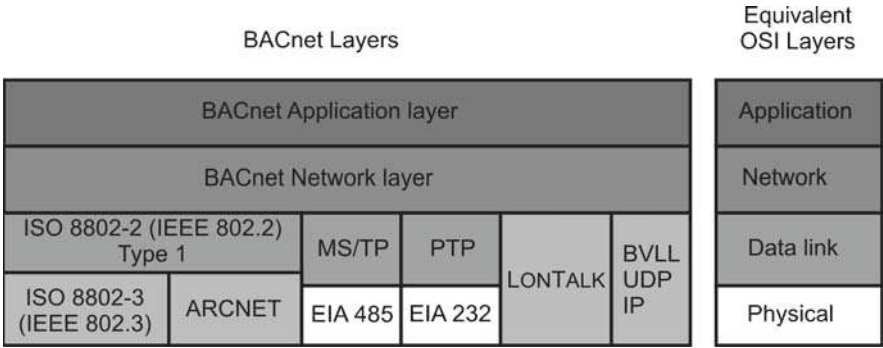 BACnet Layers
Equivalent
OSI Layers
BACnet Application layer
Application
BACnet Network layer
Network
ISO 8802-2 (IEEE 802.2)
Type 1
MS/TP
PTP
LONTALK
BVLL
UDP
IP
Data link
ISO 8802-3
(IEEE 802.3)
ARCNET
EIA 485
EIA 232
Physical